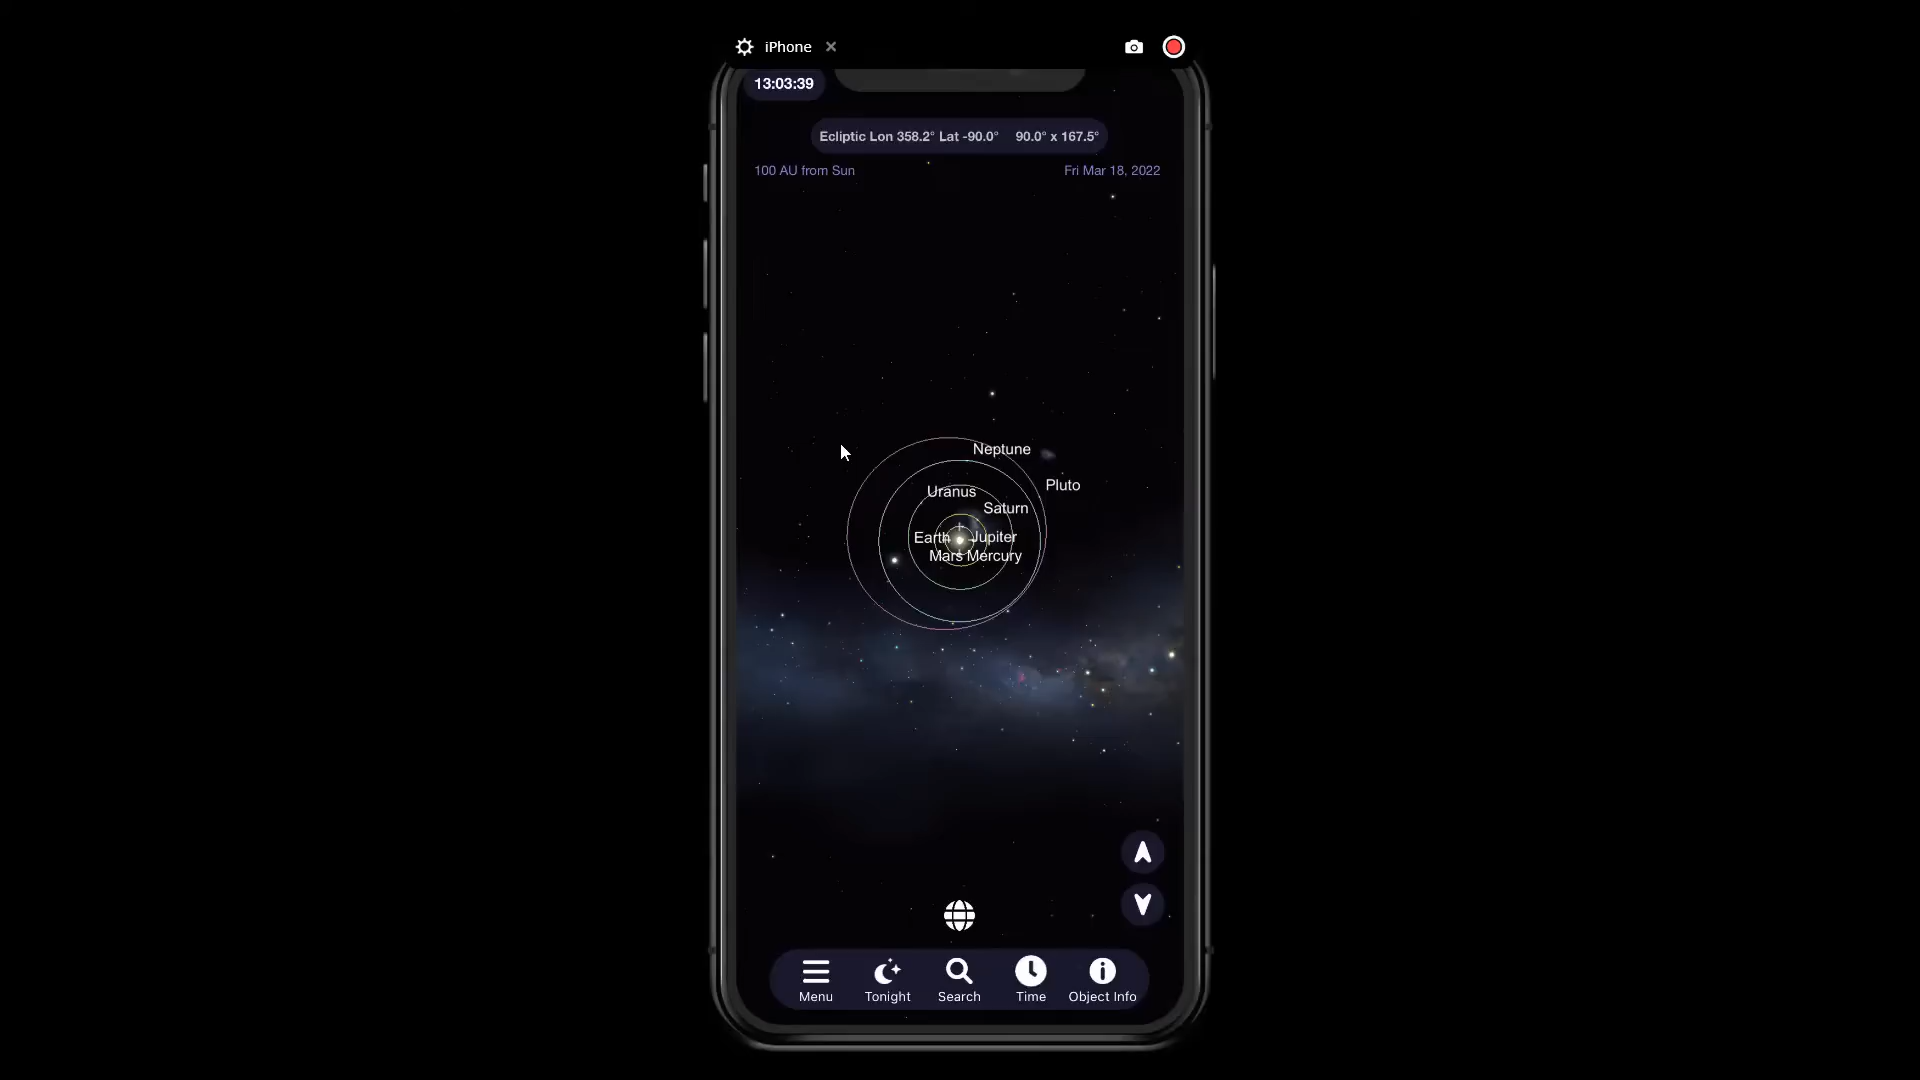 iPhone
13:03:39
Ecliptic Lon 358.2° Lat -90.0° 90.0° x 167.5°
100 AU from Sun
Fri Mar 18, 2022
Neptune
Pluto
Uranus
Saturn
Earth
Jupiter
Mars
Mercury
Menu
Tonight
Search
Time
Object Info